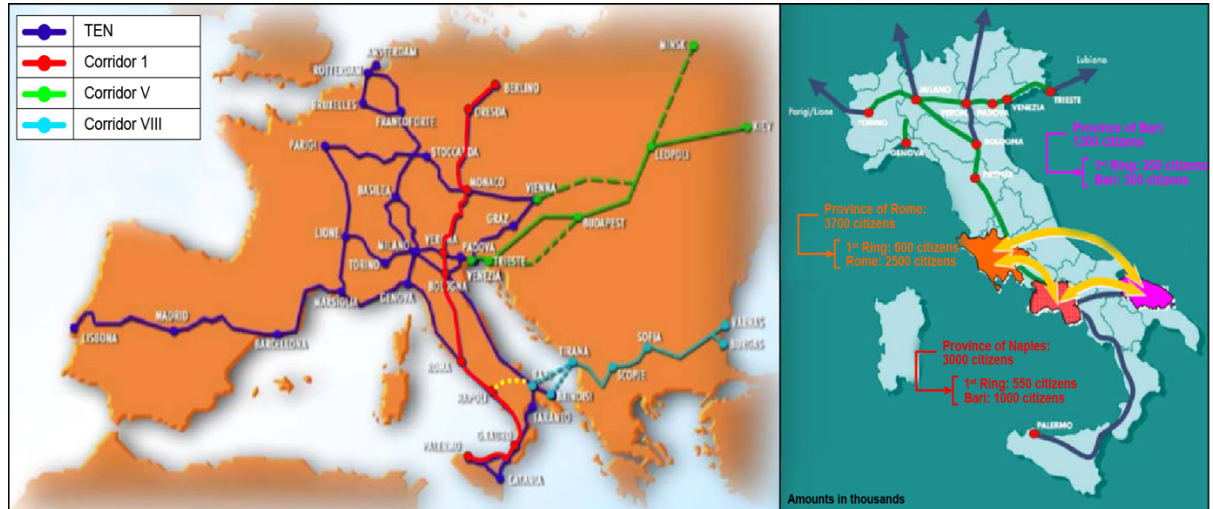 TEN
Corridor 1
Corridor V
Corridor VIII
AMSTERDAM
ROTTERDAM
BRUXELLES
FRANCOFORTE
BERLINO
DRESDA
MINSK
KIEV
LEOPOLI
PARIGI
STOCCARDA
MONACO
VIENNA
BASILEA
GRAZ
BUDAPEST
LIONE
MILANO
VERONA
PADOVA
TORINO
VENEZIA
TRIESTE
BOLOGNA
GENOVA
MARSIGLIA
MADRID
LISBONA
BARCELLONA
ROMA
NAPOLI
BARI
BRINDISI
TARANTO
TIRANA
SCOPIE
SOFIA
BURGAS
PALERMO
CATANIA
Lubiana
Parigi/Lione
MILANO
VERONA
PADOVA
VENEZIA
TRIESTE
TORINO
GENOVA
BOLOGNA
FIRENZE
Province of Bari:
1300 citizens
1st Ring: 250 citizens
Bari: 300 citizens
Province of Rome:
3700 citizens
1st Ring: 600 citizens
Rome: 2500 citizens
Province of Naples:
3000 citizens
1st Ring: 550 citizens
Bari: 1000 citizens
PALERMO
Amounts in thousands